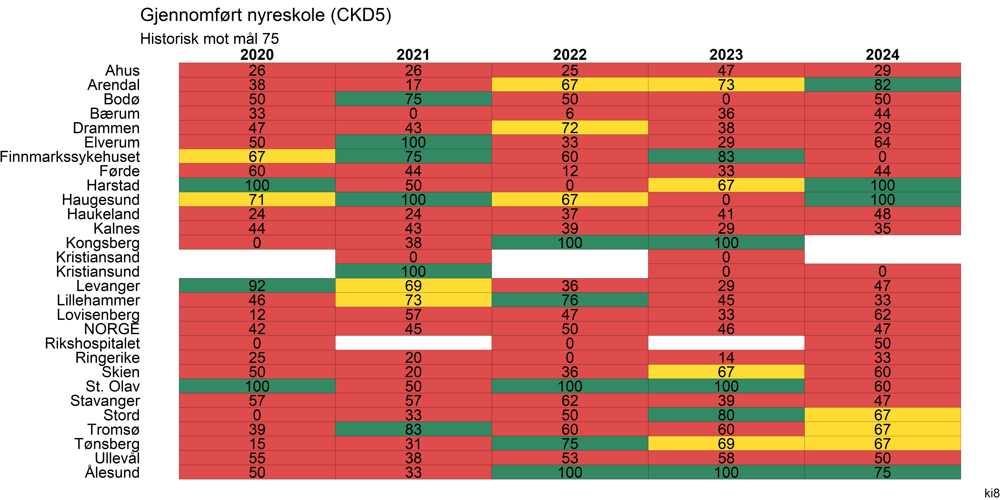 Gjennomført nyreskole (CKD5)
Historisk mot mål 75
2020 2021 2022 2023 2024
Ahus 26 26 25 47 29
Arendal 38 17 67 73 82
Bodø 50 75 50 0 50
Bærum 33 0 6 36 44
Drammen 47 43 72 38 29
Elverum 50 100 33 29 64
Finnmarkssykehuset 67 75 60 83 0
Førde 60 44 12 33 44
Harstad 100 50 0 67 100
Haugesund 71 100 67 0 100
Haukeland 24 24 37 41 48
Kalnes 44 43 39 29 35
Kongsberg 0 38 100 100
Kristiansand 0 0
Kristiansund 100 0 0
Levanger 92 69 36 29 47
Lillehammer 46 73 76 45 33
Lovisenberg 12 57 47 33 62
NORGE 42 45 50 46 47
Rikshospitalet 0 0 50
Ringerike 25 20 0 14 33
Skien 50 20 36 67 60
St. Olav 100 50 100 100 60
Stavanger 57 57 62 39 47
Stord 0 33 50 80 67
Tromsø 39 83 60 60 67
Tønsberg 15 31 75 69 67
Ullevål 55 38 53 58 50
Ålesund 50 33 100 100 75
ki8